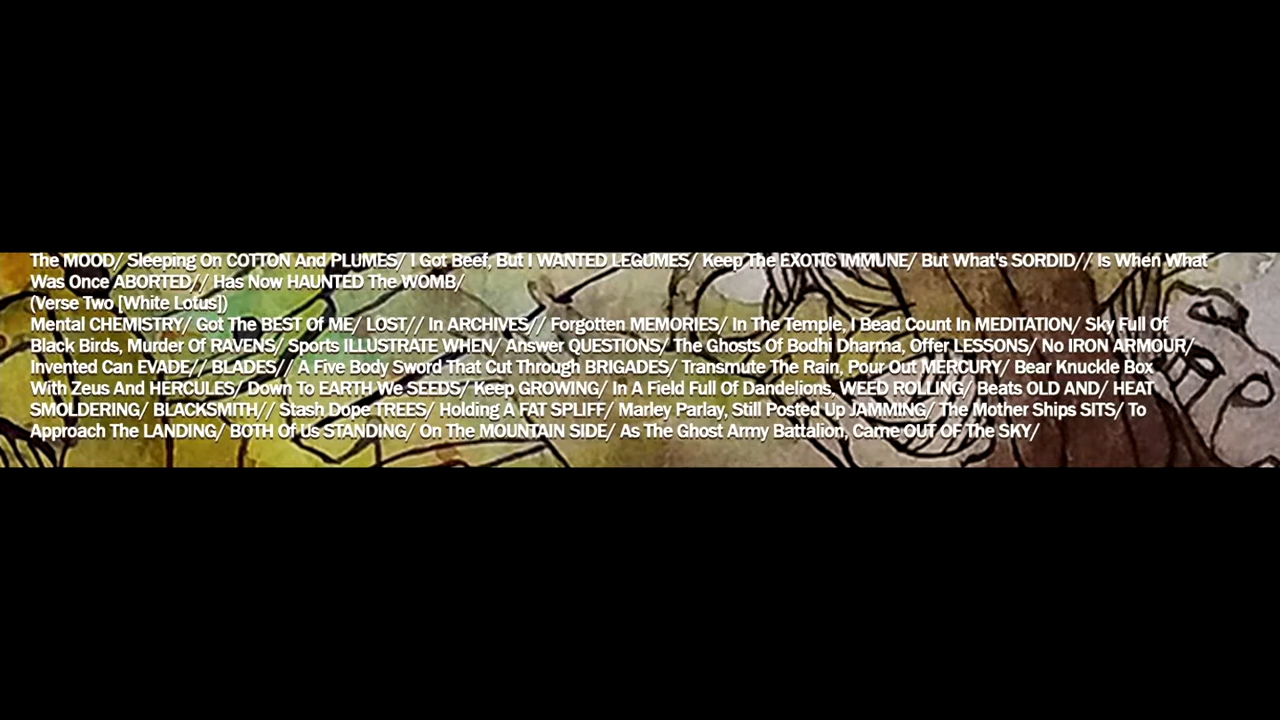 The MOOD/ Sleeping On COTTON And PLUMES/ I Got Beef, But I WANTED LEGUMES/ Keep The EXOTIC IMMUNE/ But What's SORDID// Is When What
Was Once ABORTED// Has Now HAUNTED The WOMB/
(Verse Two [White Lotus])
Mental CHEMISTRY/ Got The BEST Of ME/ LOST// In ARCHIVES// Forgotten MEMORIES/ In The Temple, I Bead Count In MEDITATION/ Sky Full Of
Black Birds, Murder Of RAVENS/ Sports ILLUSTRATE WHEN/ Answer QUESTIONS/ The Ghosts Of Bodhi Dharma, Offer LESSONS/ No IRON ARMOUR/
Invented Can EVADE// BLADES// A Five Body Sword That Cut Through BRIGADES/ Transmute The Rain, Pour Out MERCURY/ Bear Knuckle Box
With Zeus And HERCULES/ Down To EARTH We SEEDS/ Keep GROWING/ In A Field Full Of Dandelions, WEED ROLLING/ Beats OLD AND/ HEAT
SMOLDERING/ BLACKSMITH// Stash Dope TREES/ Holding A FAT SPLIFF/ Marley Parlay, Still Posted Up JAMMING/ The Mother Ships SITS/ To
Approach The LANDING/ BOTH Of Us STANDING/ On The MOUNTAIN SIDE/ As The Ghost Army Battalion, Came OUT OF The SKY/